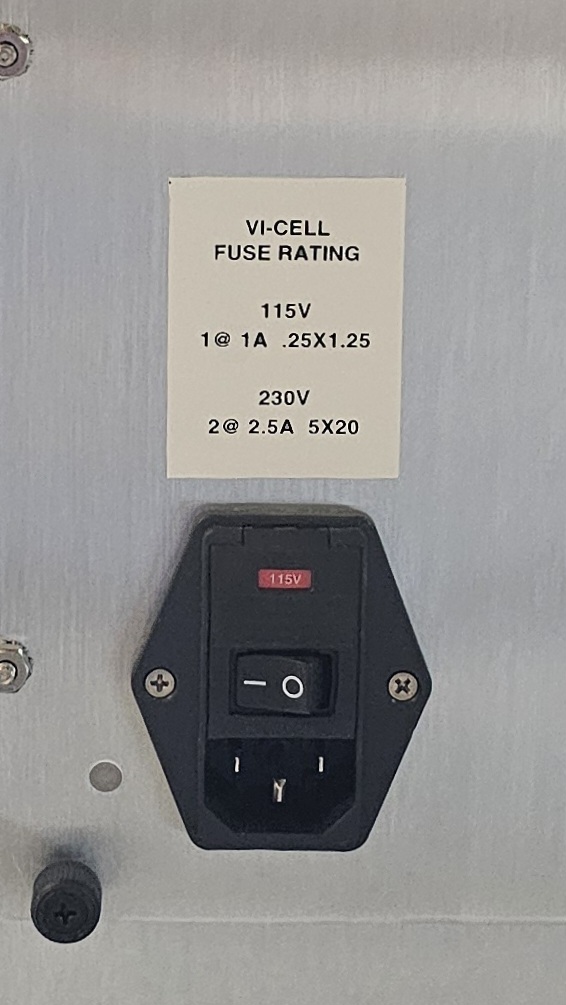 VI-CELL
FUSE RATING
115V
1@ 1A .25X1.25
230V
2@ 2.5A 5X20
115V